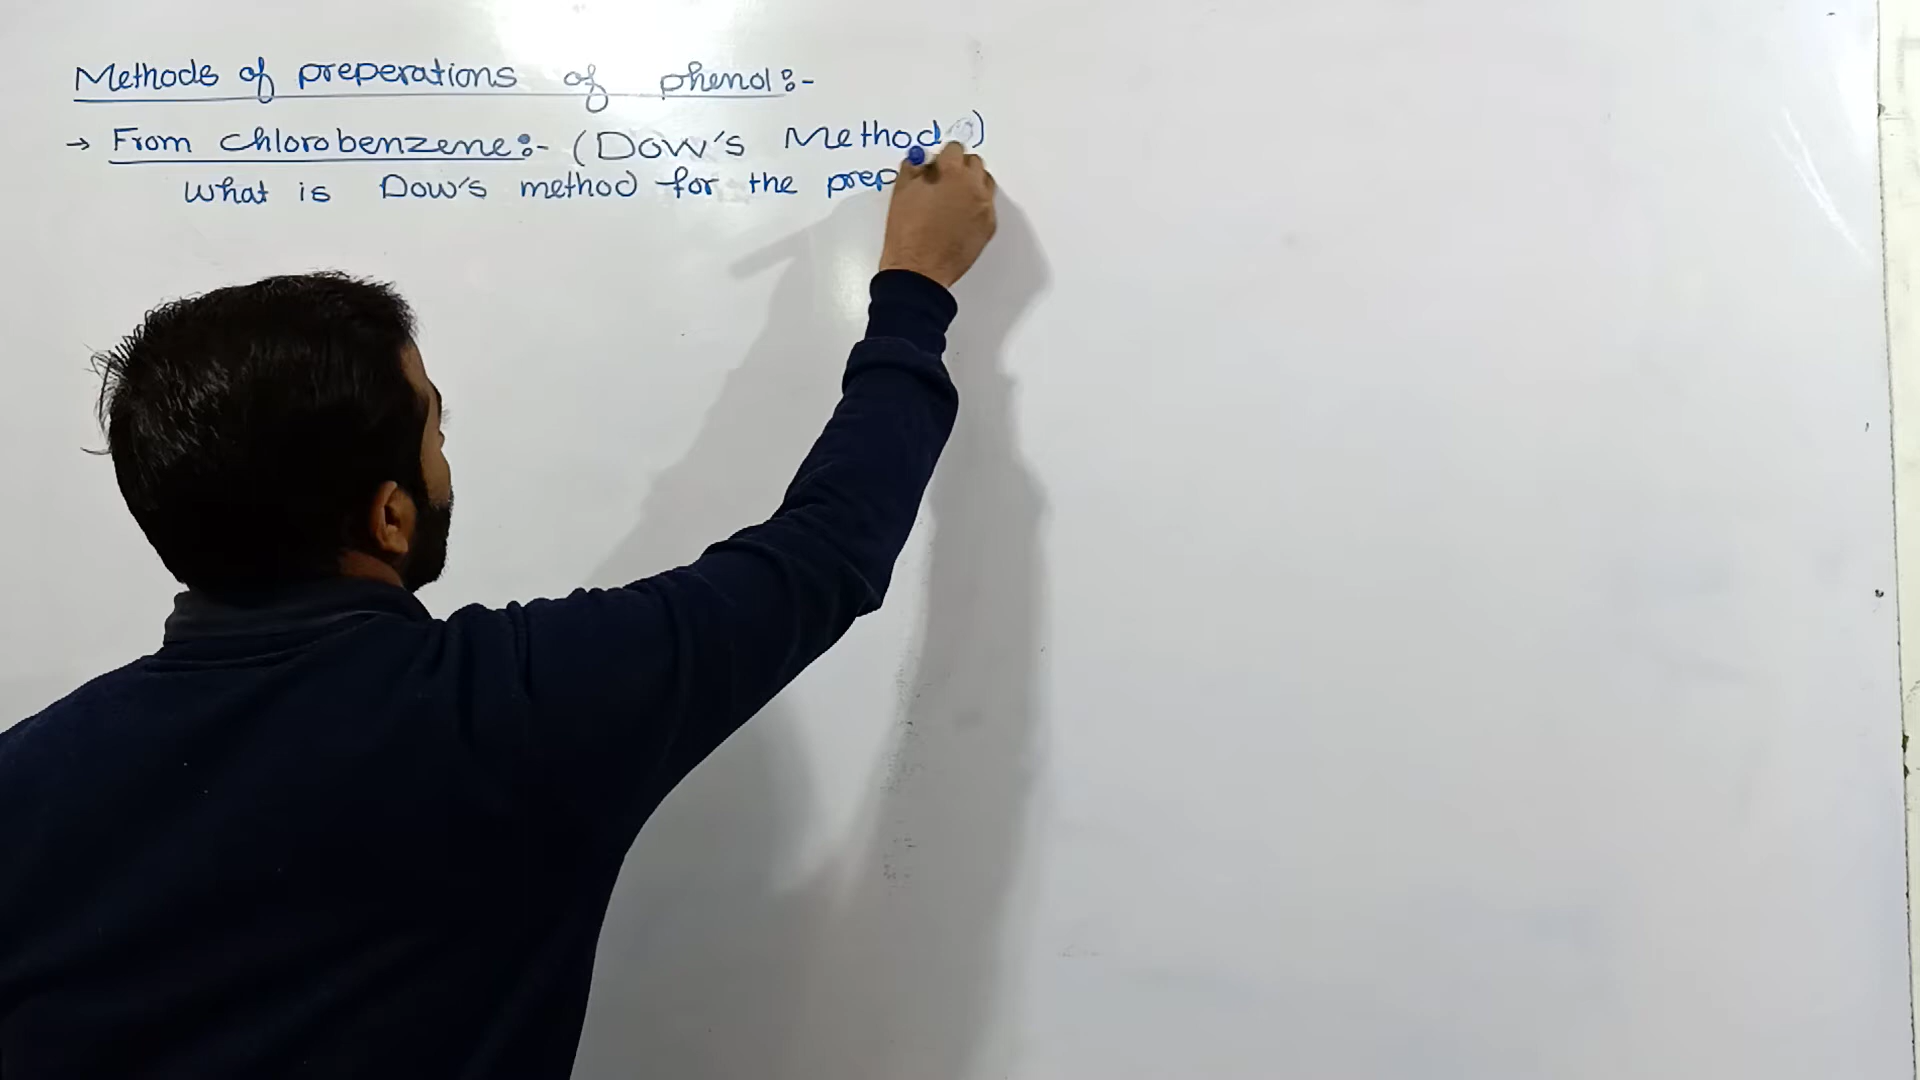 Methods of preperations of phenol:-
→ From Chlorobenzene:- (Dow's Method)
What is Dow's method for the prep